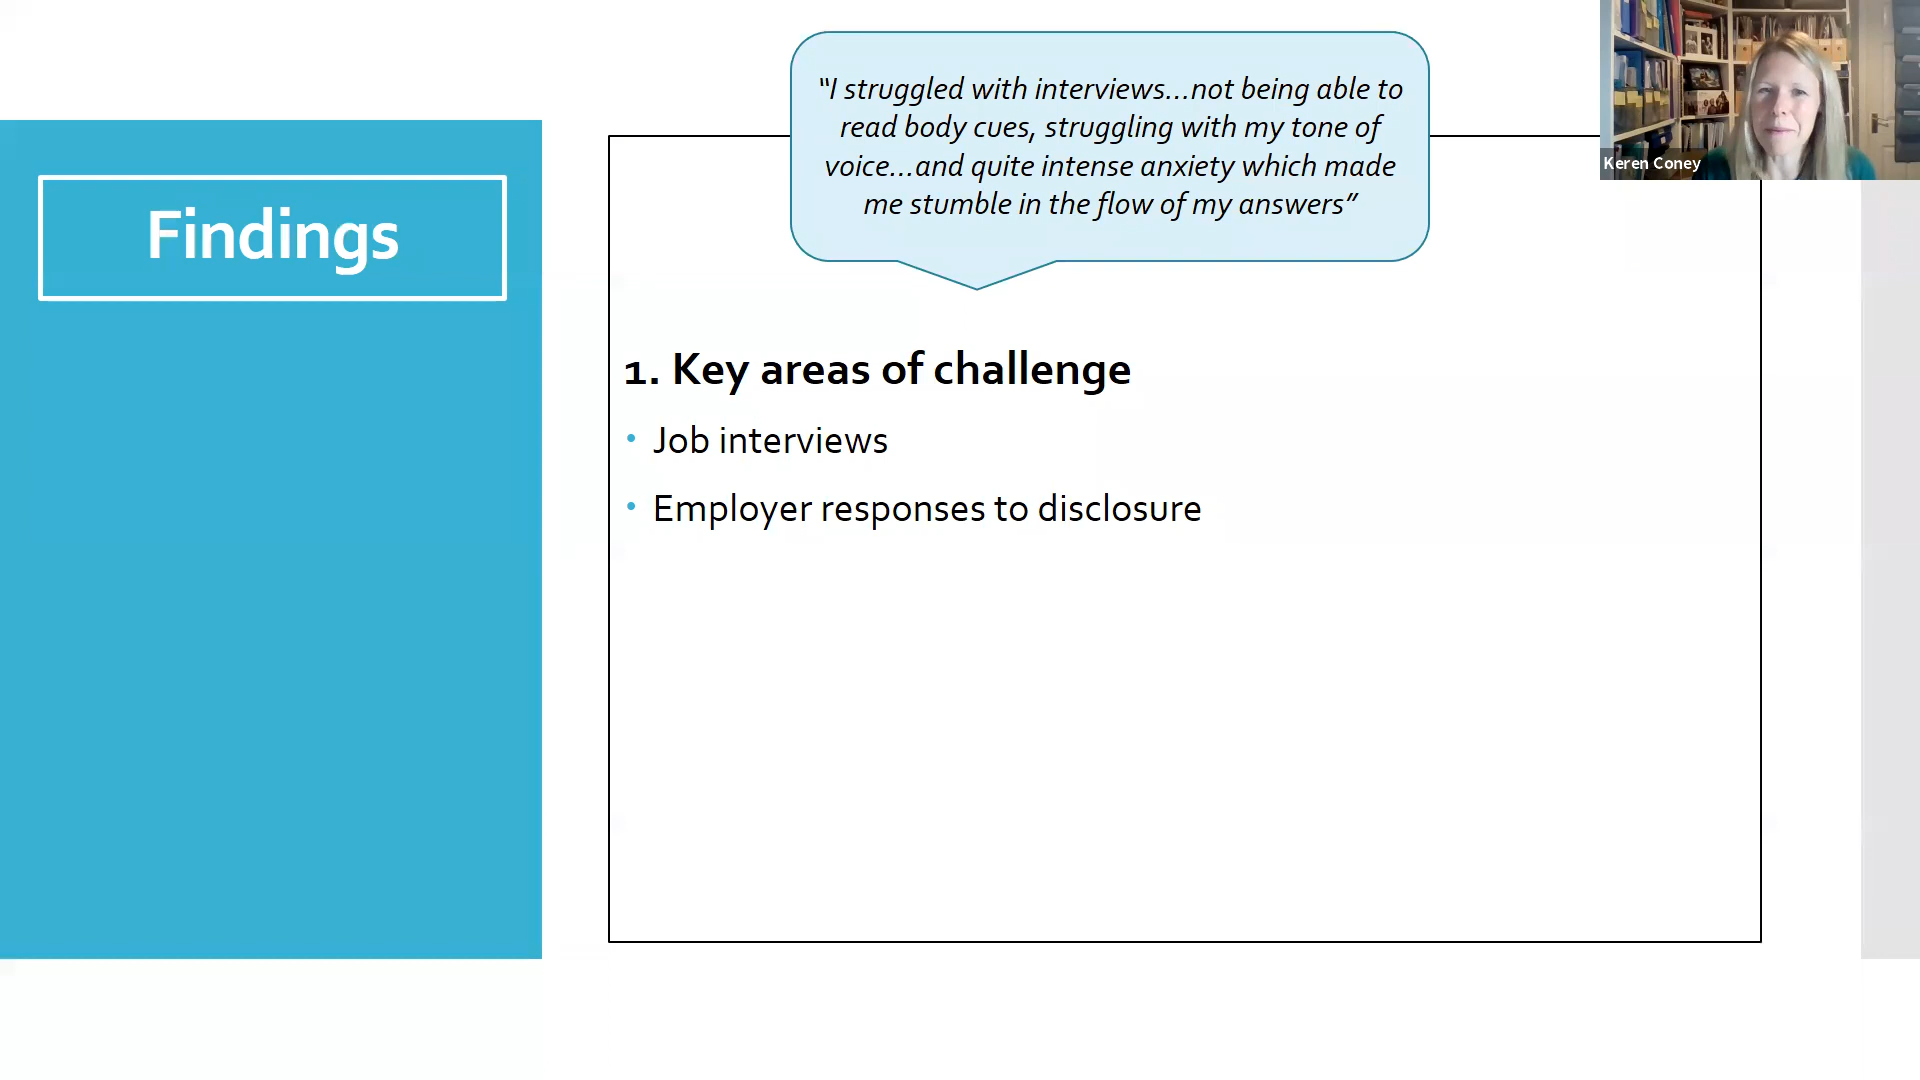 “I struggled with interviews...not being able to
read body cues, struggling with my tone of
voice...and quite intense anxiety which made
me stumble in the flow of my answers”
Keren Coney
Findings
1. Key areas of challenge
• Job interviews
• Employer responses to disclosure